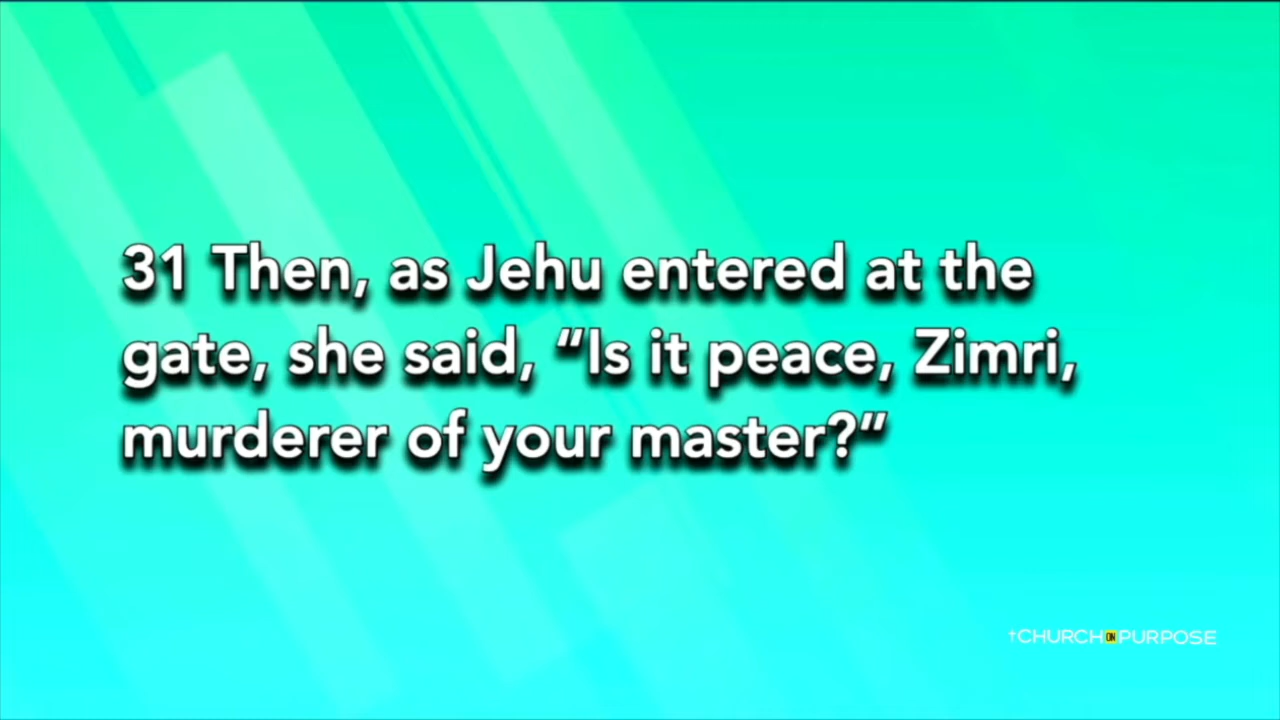 31 Then, as Jehu entered at the
gate, she said, “Is it peace, Zimri,
murderer of your master?”
†CHURCH ON PURPOSE